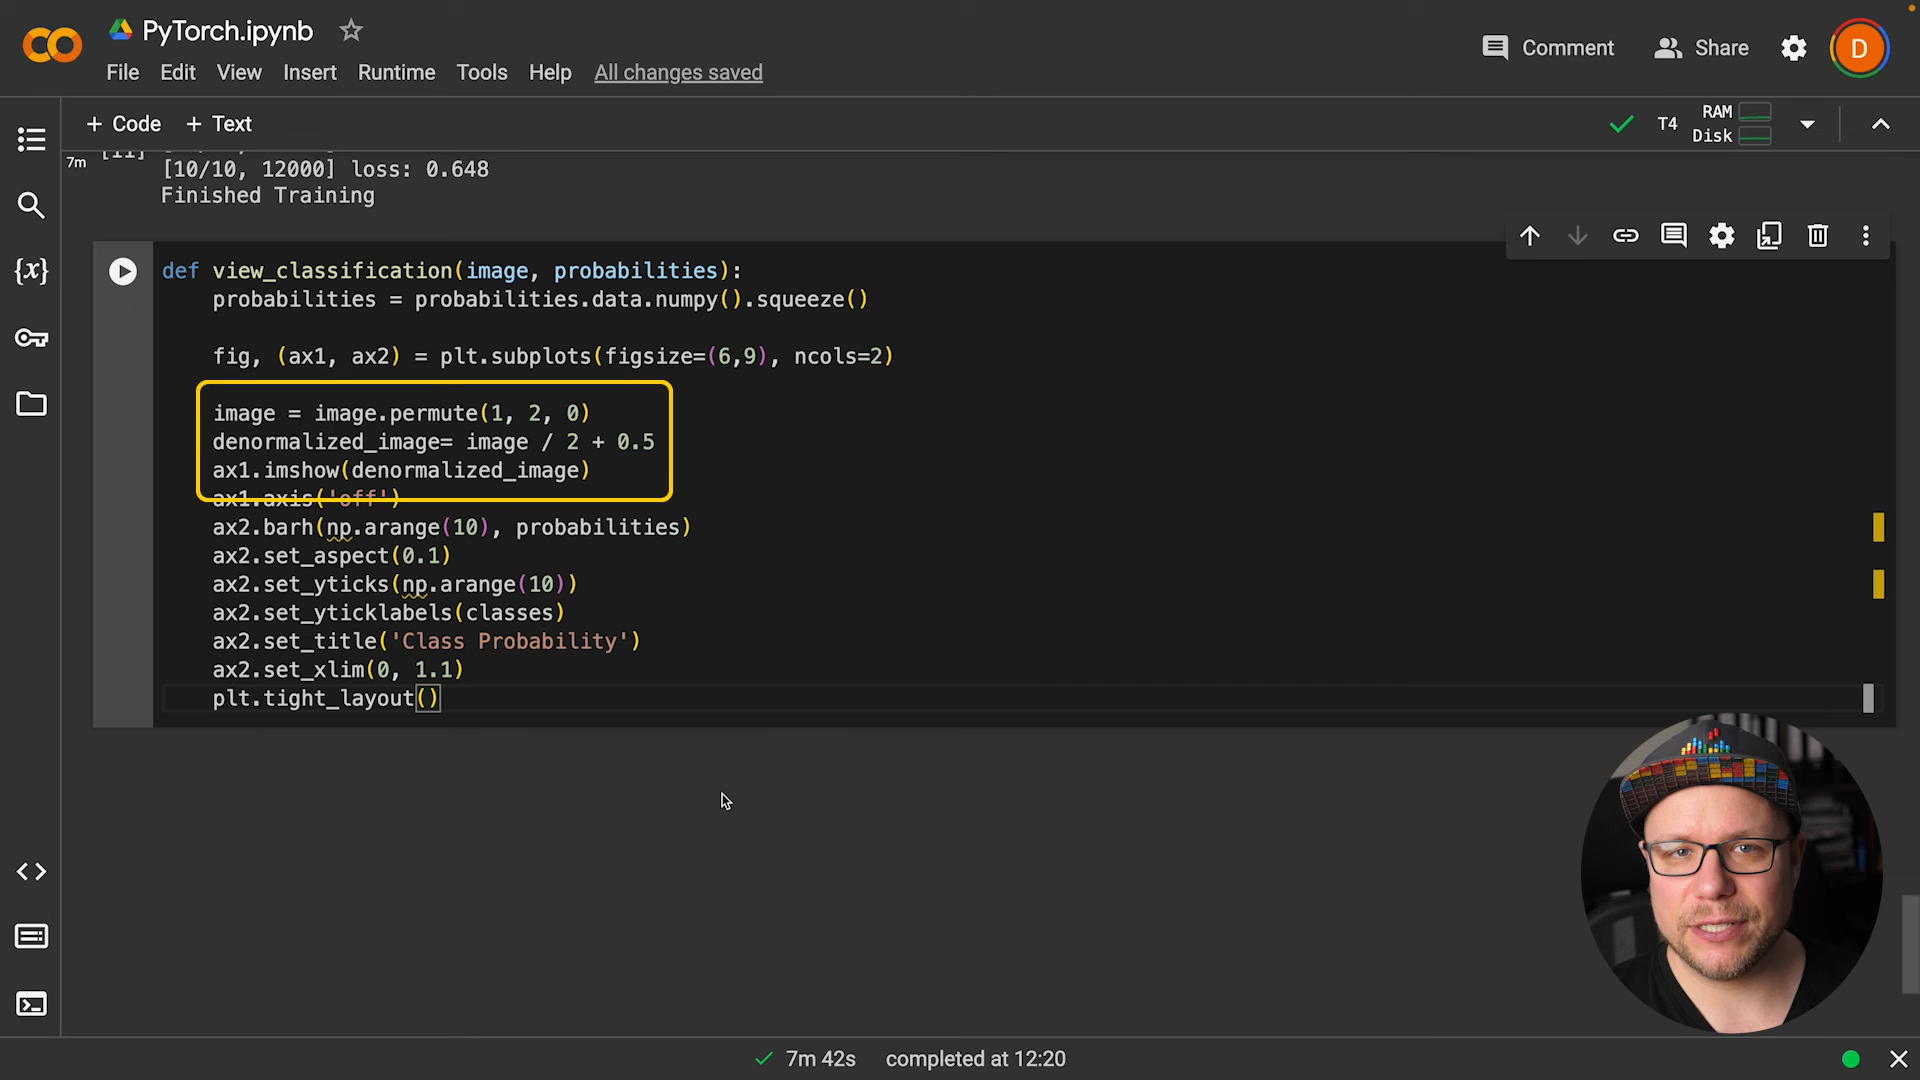 PyTorch.ipynb
Comment
Share
D
File Edit View Insert Runtime Tools Help All changes saved
+ Code + Text
T4
RAM
Disk
7m
[11]
[10/10, 12000] loss: 0.648
Finished Training
def view_classification(image, probabilities):
probabilities = probabilities.data.numpy().squeeze()
fig, (ax1, ax2) = plt.subplots(figsize=(6,9), ncols=2)
image = image.permute(1, 2, 0)
denormalized_image= image / 2 + 0.5
ax1.imshow(denormalized_image)
ax1.axis('off')
ax2.barh(np.arange(10), probabilities)
ax2.set_aspect(0.1)
ax2.set_yticks(np.arange(10))
ax2.set_yticklabels(classes)
ax2.set_title('Class Probability')
ax2.set_xlim(0, 1.1)
plt.tight_layout()
{x}
7m 42s completed at 12:20